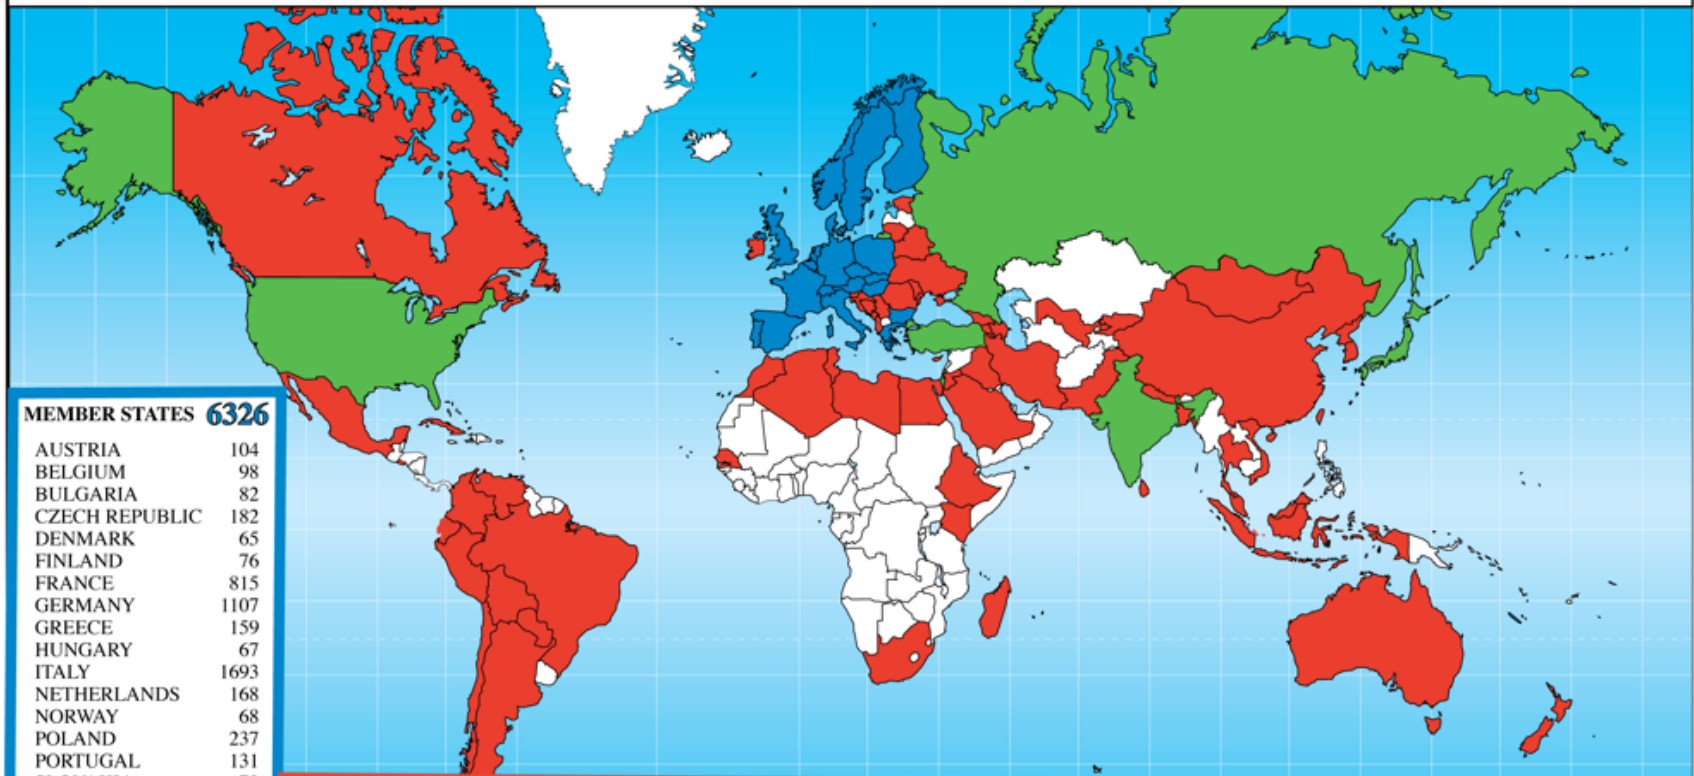 MEMBER STATES 6326
AUSTRIA 104
BELGIUM 98
BULGARIA 82
CZECH REPUBLIC 182
DENMARK 65
FINLAND 76
FRANCE 815
GERMANY 1107
GREECE 159
HUNGARY 67
ITALY 1693
NETHERLANDS 168
NORWAY 68
POLAND 237
PORTUGAL 131